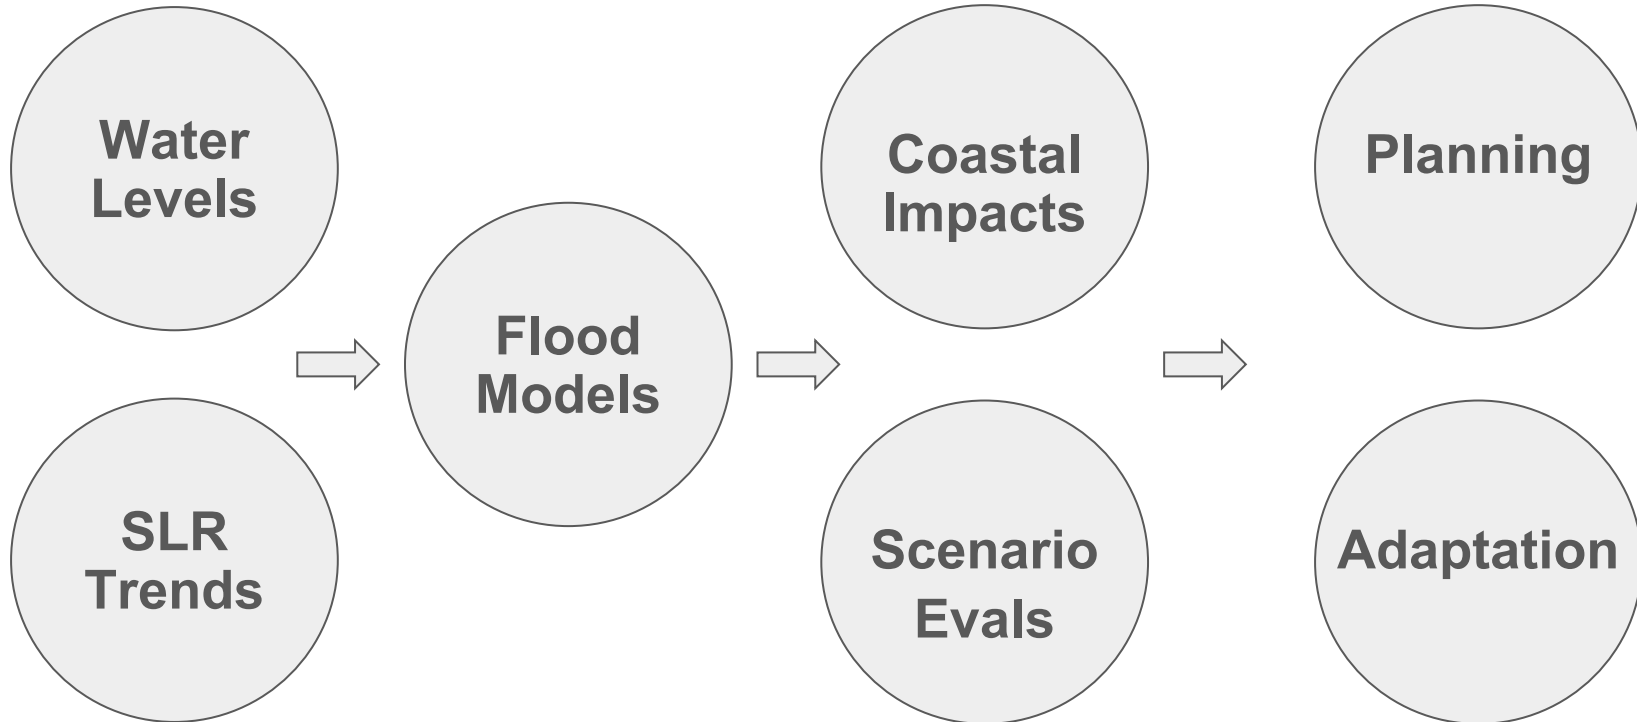 Water
Levels
SLR
Trends
Flood
Models
Coastal
Impacts
Scenario
Evals
Planning
Adaptation